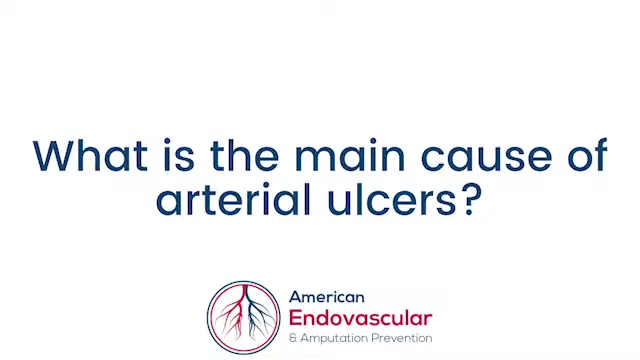 What is the main cause of
arterial ulcers?
American
Endovascular
& Amputation Prevention